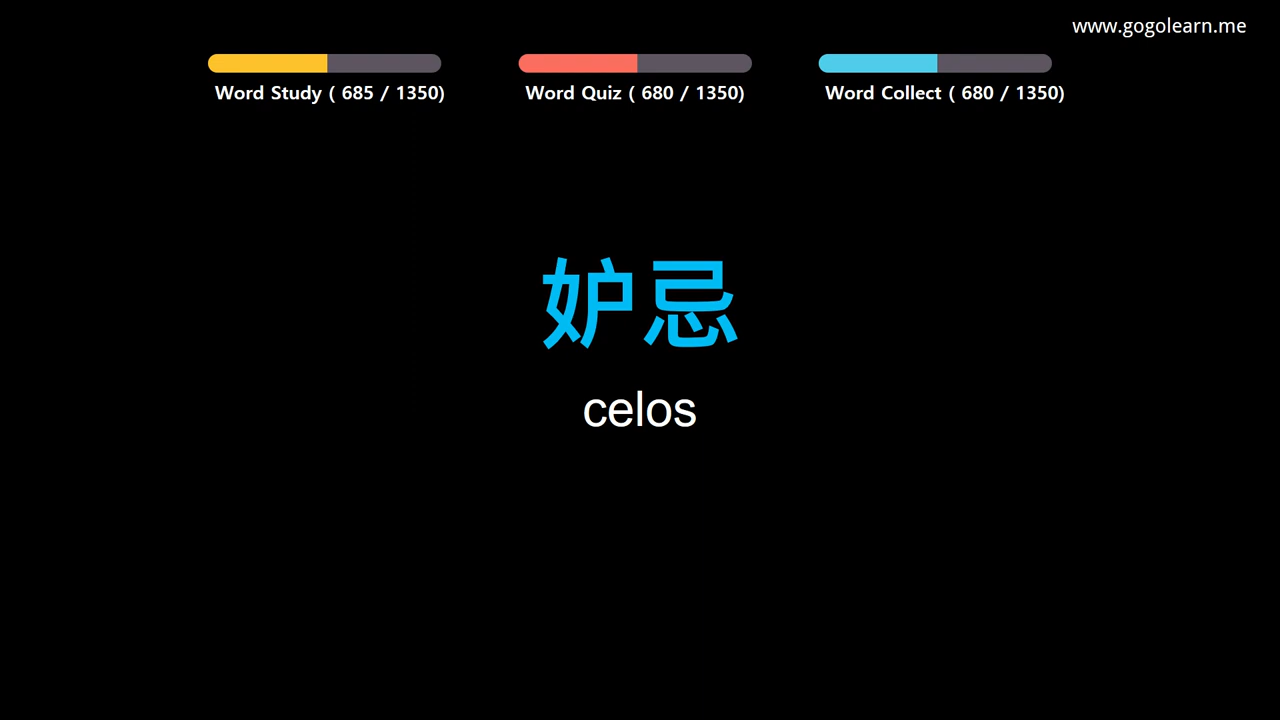 www.gogolearn.me
Word Study ( 685 / 1350)
Word Quiz ( 680 / 1350)
Word Collect ( 680 / 1350)
妒忌
celos